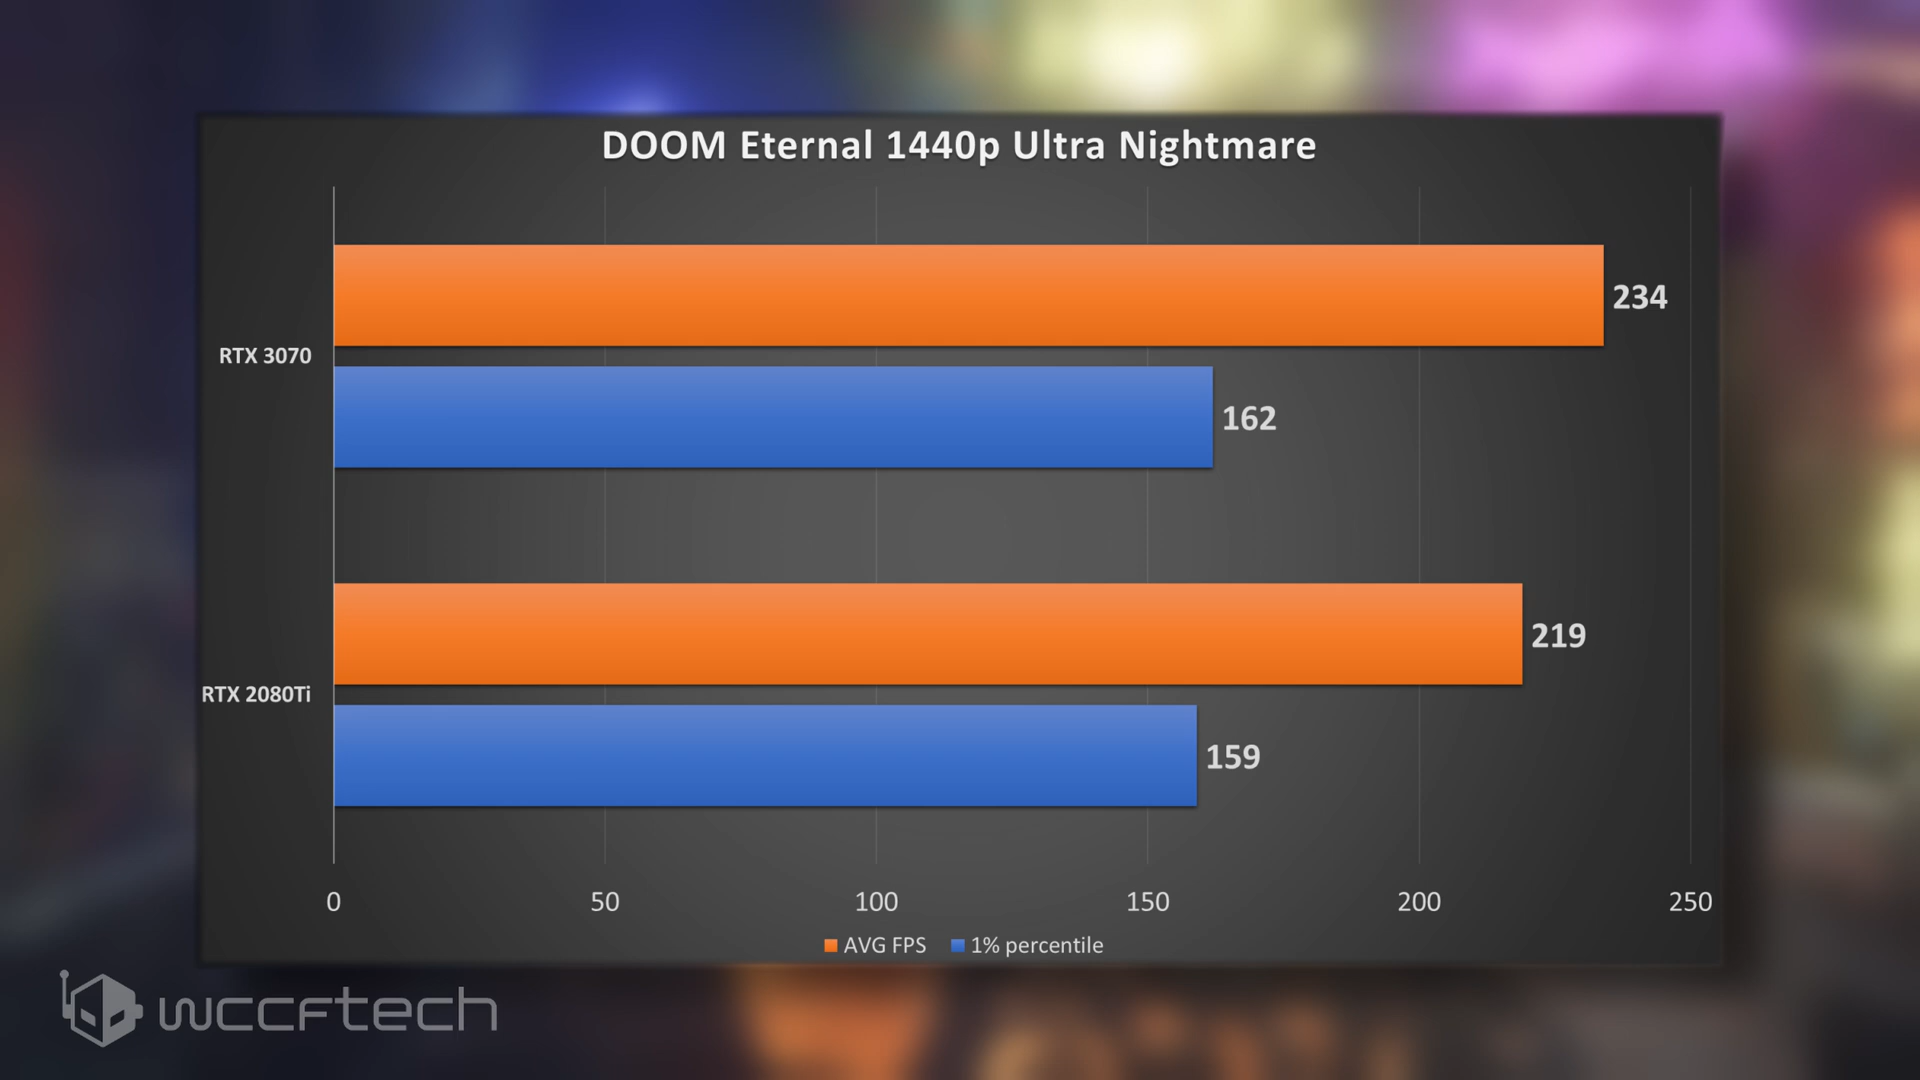 DOOM Eternal 1440p Ultra Nightmare
RTX 3070
234
162
RTX 2080Ti
219
159
0 50 100 150 200 250
AVG FPS 1% percentile
wccftech